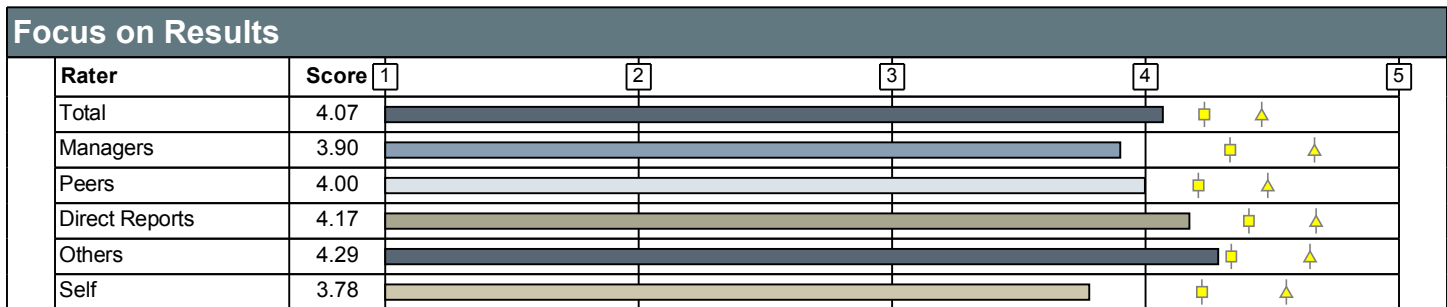 Focus on Results
Rater Score 1 2 3 4 5
Total 4.07
Managers 3.90
Peers 4.00
Direct Reports 4.17
Others 4.29
Self 3.78